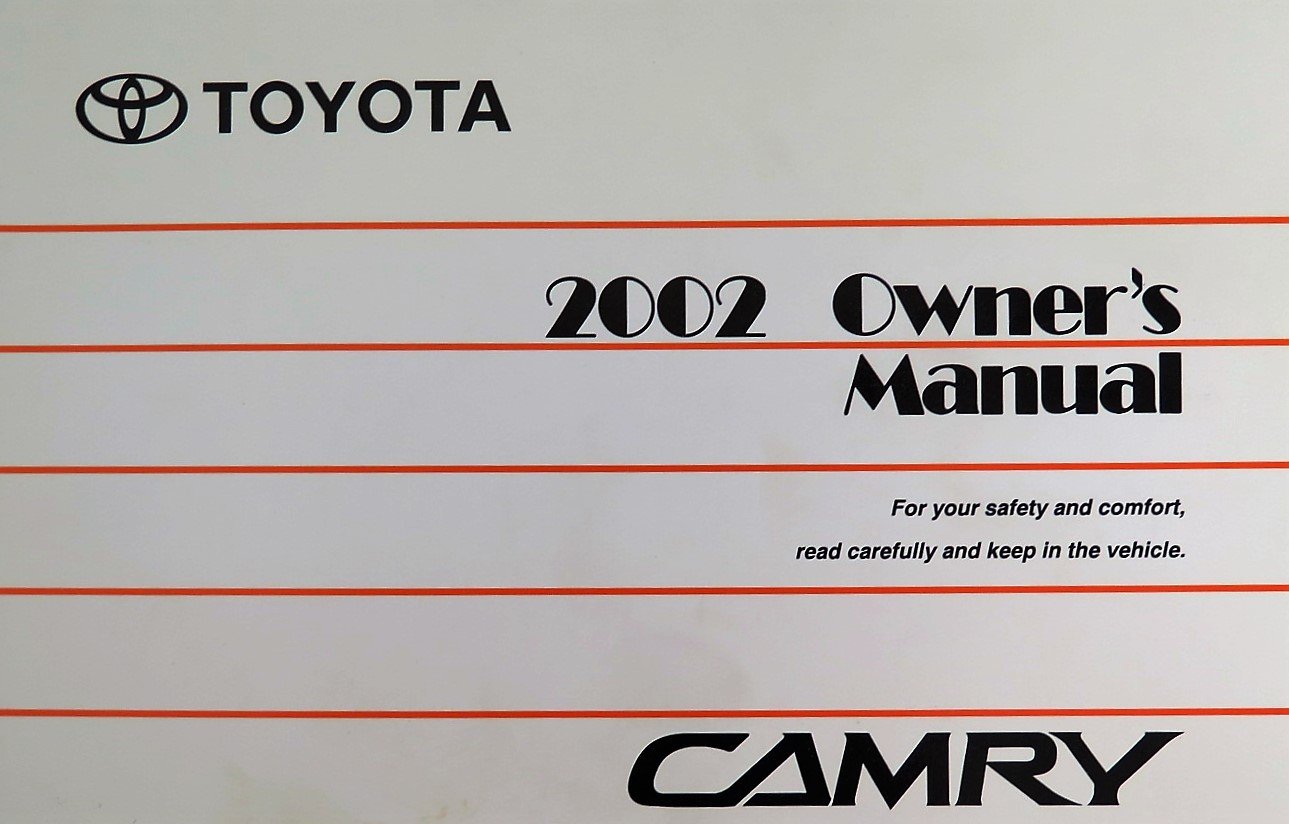 TOYOTA
2002 Owner's
Manual
For your safety and comfort,
read carefully and keep in the vehicle.
CAMRY